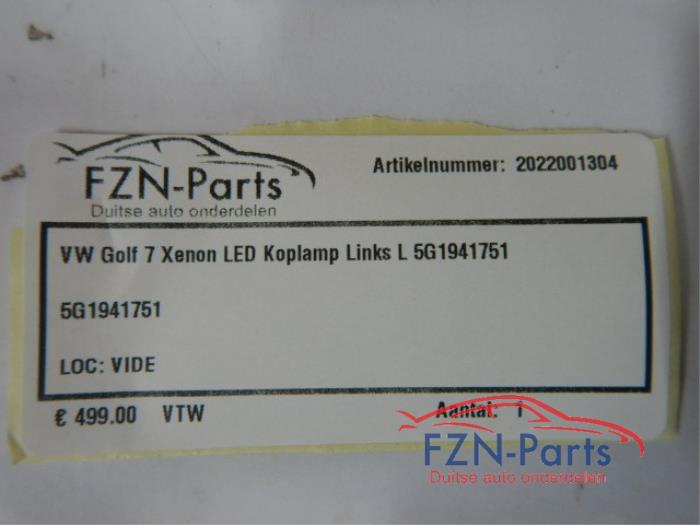 FZN-Parts
Duitse auto onderdelen
Artikelnummer: 2022001304
VW Golf 7 Xenon LED Koplamp Links L 5G1941751
5G1941751
LOC: VIDE
€ 499.00 VTW
Aantal: 1
FZN-Parts
Duitse auto onderdelen